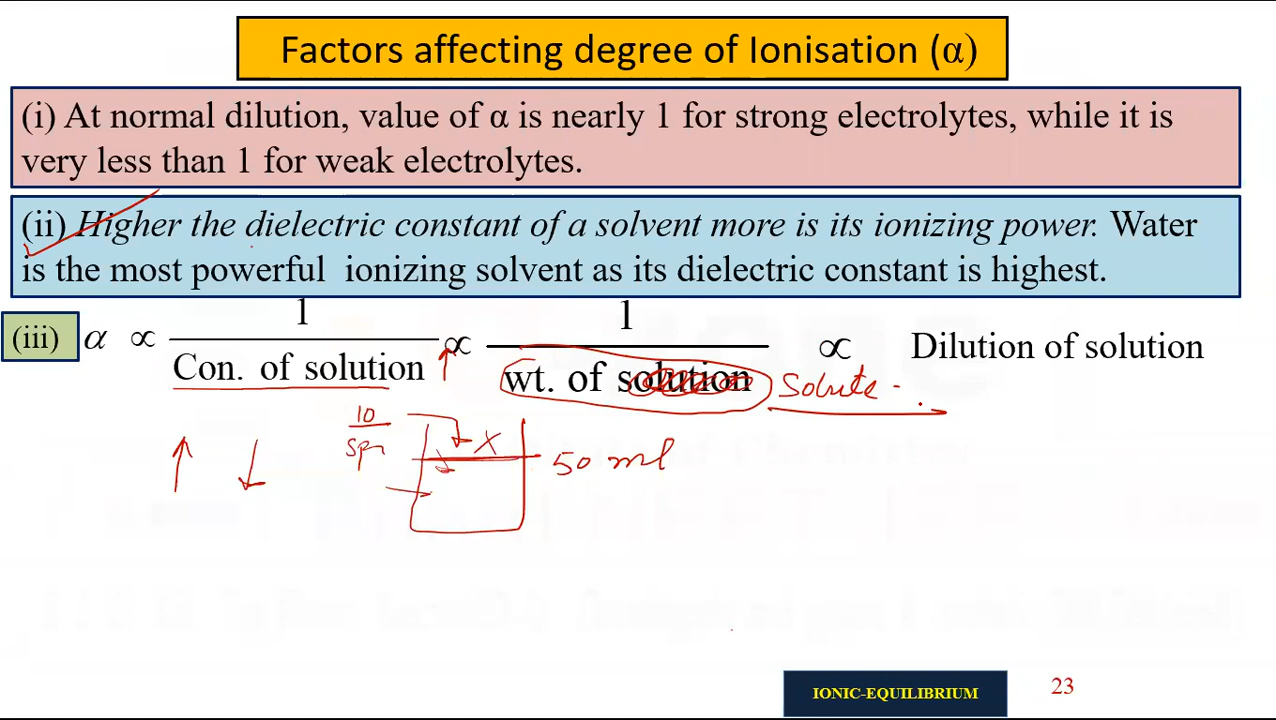 Factors affecting degree of Ionisation (α)
(i) At normal dilution, value of α is nearly 1 for strong electrolytes, while it is
very less than 1 for weak electrolytes.
(ii) Higher the dielectric constant of a solvent more is its ionizing power. Water
is the most powerful ionizing solvent as its dielectric constant is highest.
(iii) α ∝ 1 / Con. of solution ∝ 1 / wt. of solution ∝ Dilution of solution
Solute
10
X
50 ml
IONIC-EQUILIBRIUM
23